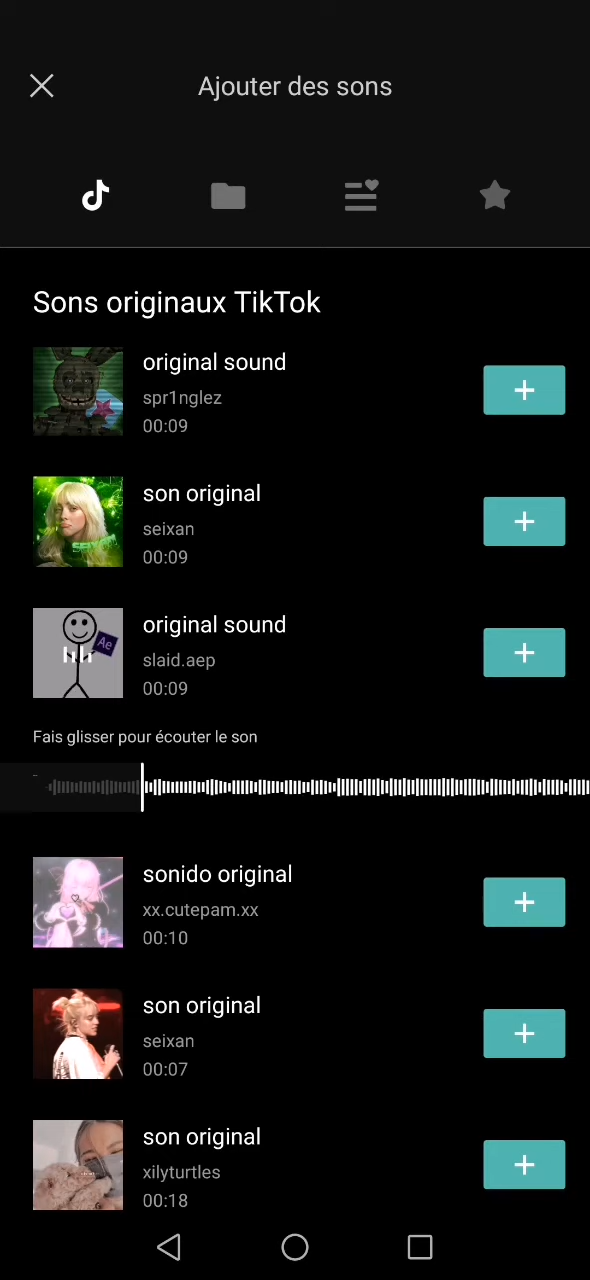 Ajouter des sons
Sons originaux TikTok
original sound
spr1nglez
00:09
son original
seixan
00:09
SEIXAN
original sound
slaid.aep
00:09
Ae
Fais glisser pour écouter le son
sonido original
xx.cutepam.xx
00:10
son original
seixan
00:07
son original
xilyturtles
00:18